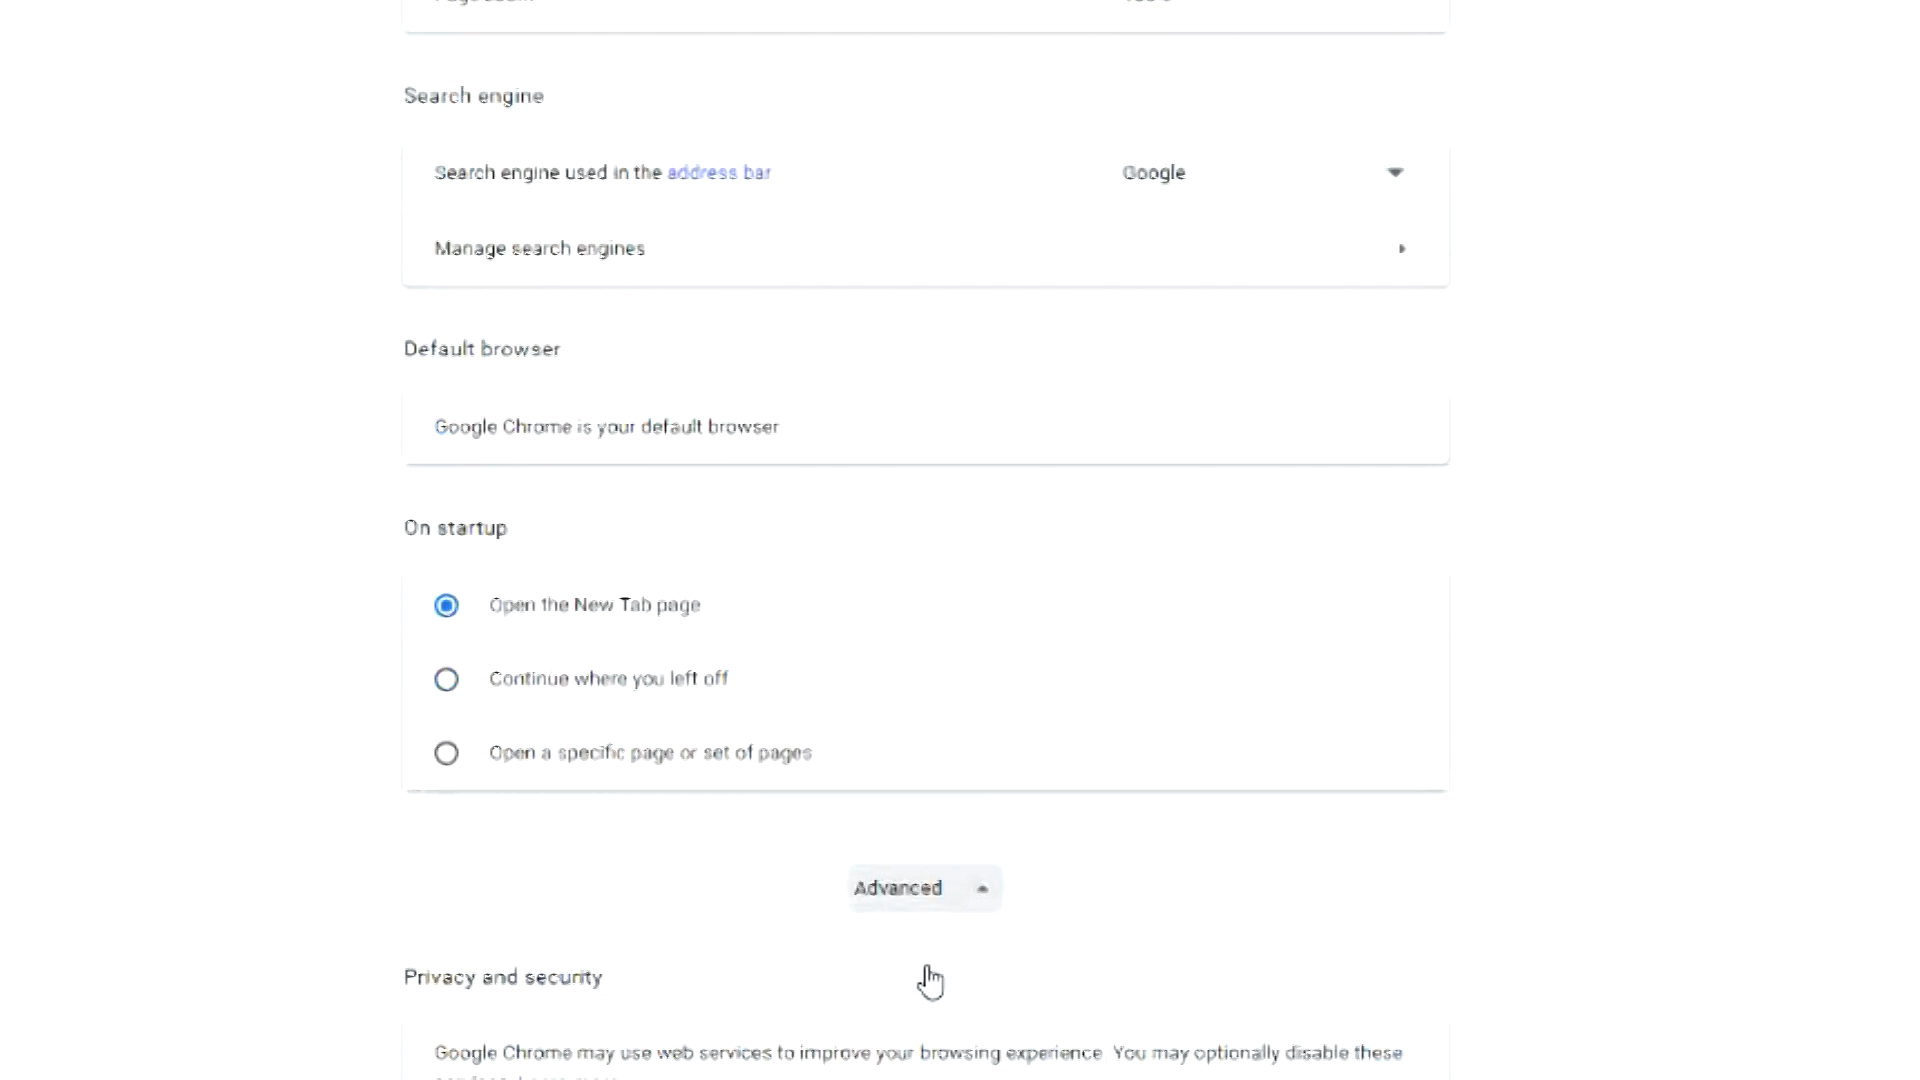 Search engine
Search engine used in the address bar
Google
Manage search engines
Default browser
Google Chrome is your default browser
On startup
Open the New Tab page
Continue where you left off
Open a specific page or set of pages
Advanced
Privacy and security
Google Chrome may use web services to improve your browsing experience. You may optionally disable these